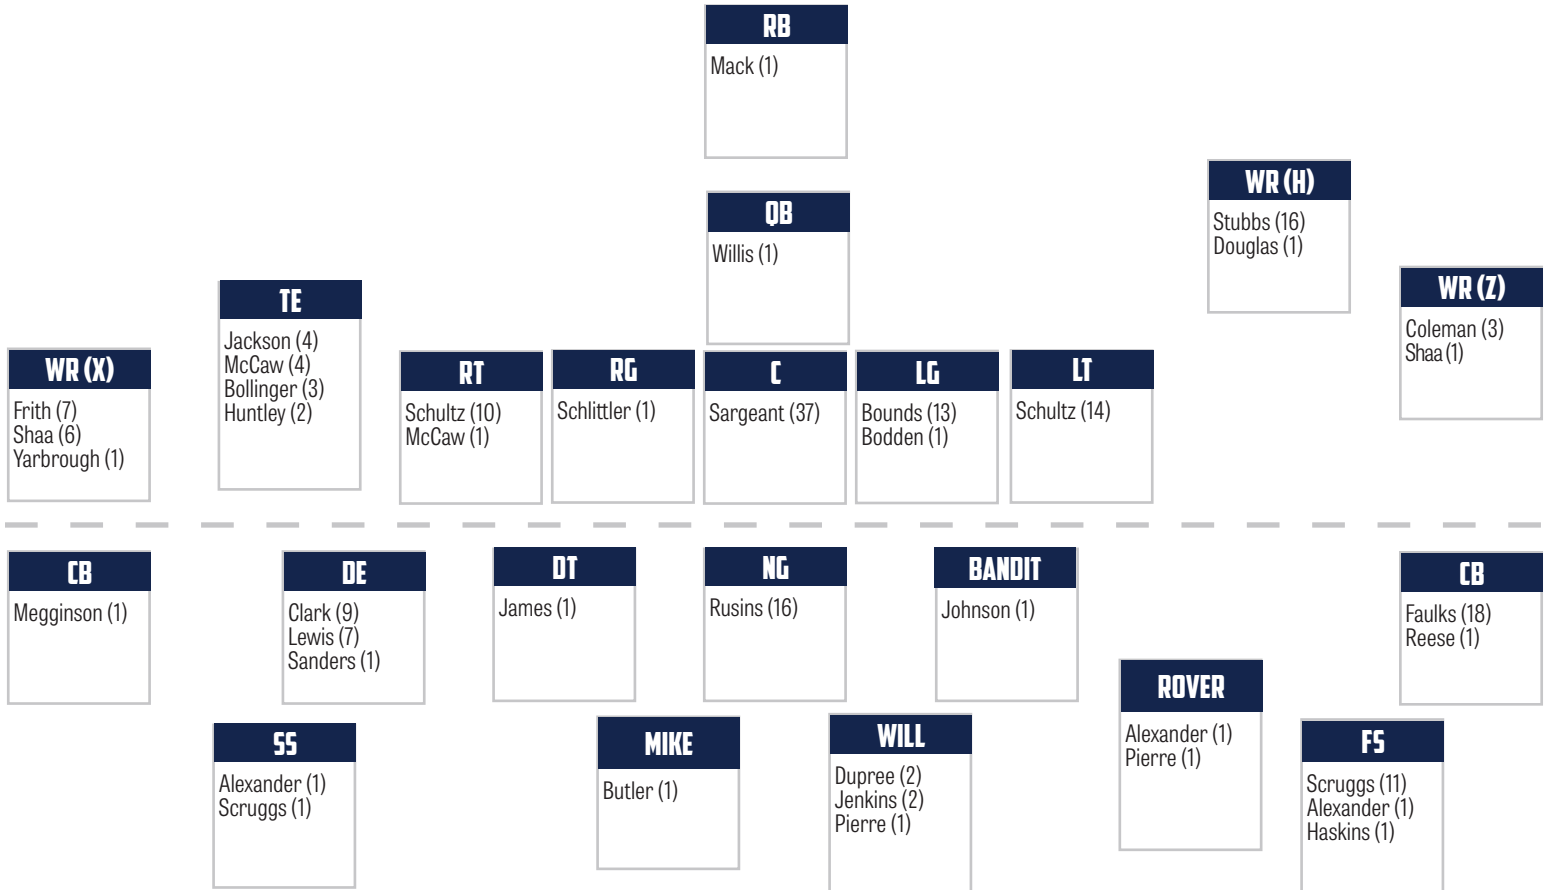 RB
Mack (1)
QB
Willis (1)
WR (H)
Stubbs (16)
Douglas (1)
WR (Z)
Coleman (3)
Shaa (1)
TE
Jackson (4)
McCaw (4)
Bollinger (3)
Huntley (2)
WR (X)
Frith (7)
Shaa (6)
Yarbrough (1)
RT
Schultz (10)
McCaw (1)
RG
Schlittler (1)
C
Sargeant (37)
LG
Bounds (13)
Bodden (1)
LT
Schultz (14)
CB
Megginson (1)
DE
Clark (9)
Lewis (7)
Sanders (1)
DT
James (1)
NG
Rusins (16)
BANDIT
Johnson (1)
CB
Faulks (18)
Reese (1)
SS
Alexander (1)
Scruggs (1)
MIKE
Butler (1)
WILL
Dupree (2)
Jenkins (2)
Pierre (1)
ROVER
Alexander (1)
Pierre (1)
FS
Scruggs (11)
Alexander (1)
Haskins (1)